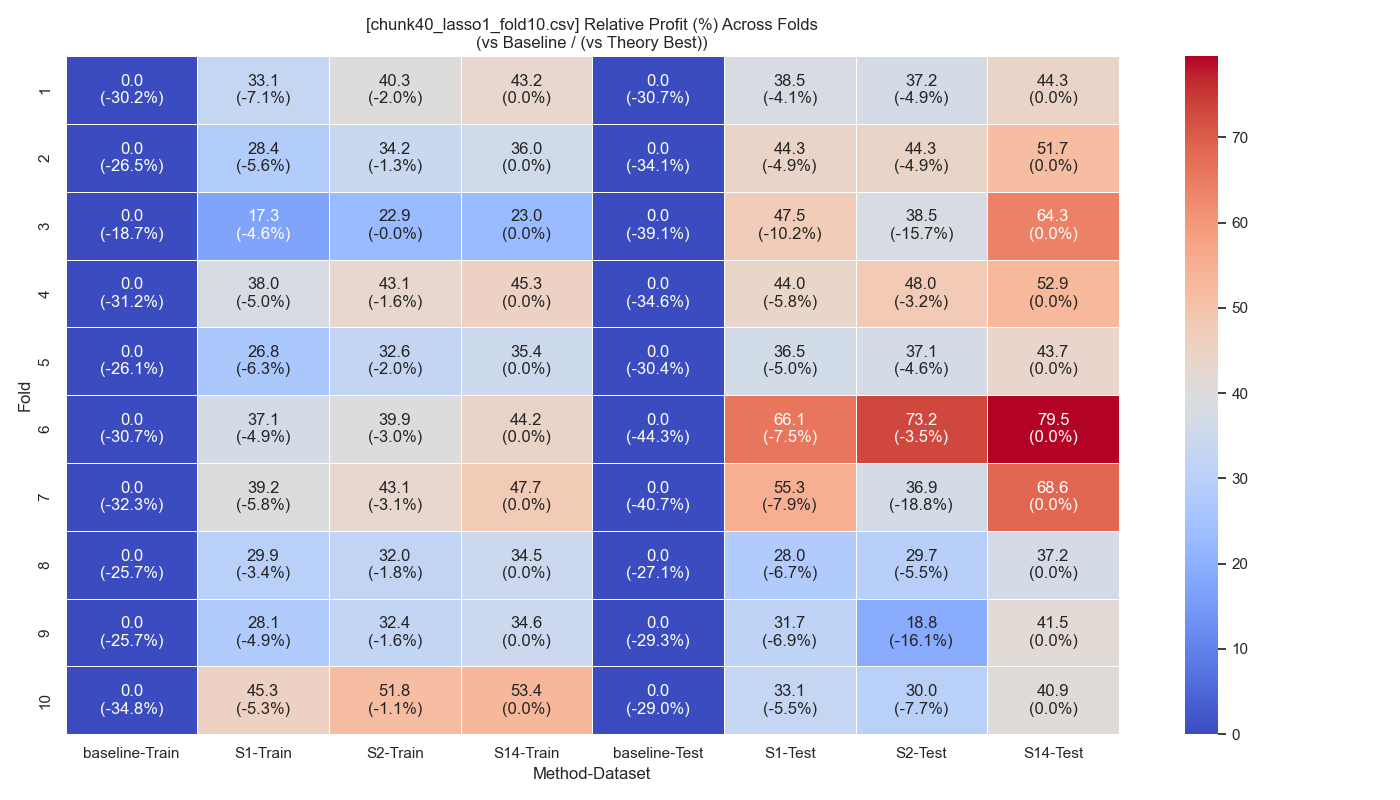 [chunk40_lasso1_fold10.csv] Relative Profit (%) Across Folds
(vs Baseline / (vs Theory Best))
Fold
1
0.0 33.1 40.3 43.2 0.0 38.5 37.2 44.3
(-30.2%) (-7.1%) (-2.0%) (0.0%) (-30.7%) (-4.1%) (-4.9%) (0.0%)
2
0.0 28.4 34.2 36.0 0.0 44.3 44.3 51.7
(-26.5%) (-5.6%) (-1.3%) (0.0%) (-34.1%) (-4.9%) (-4.9%) (0.0%)
3
0.0 17.3 22.9 23.0 0.0 47.5 38.5 64.3
(-18.7%) (-4.6%) (-0.0%) (0.0%) (-39.1%) (-10.2%) (-15.7%) (0.0%)
4
0.0 38.0 43.1 45.3 0.0 44.0 48.0 52.9
(-31.2%) (-5.0%) (-1.6%) (0.0%) (-34.6%) (-5.8%) (-3.2%) (0.0%)
5
0.0 26.8 32.6 35.4 0.0 36.5 37.1 43.7
(-26.1%) (-6.3%) (-2.0%) (0.0%) (-30.4%) (-5.0%) (-4.6%) (0.0%)
6
0.0 37.1 39.9 44.2 0.0 66.1 73.2 79.5
(-30.7%) (-4.9%) (-3.0%) (0.0%) (-44.3%) (-7.5%) (-3.5%) (0.0%)
7
0.0 39.2 43.1 47.7 0.0 55.3 36.9 68.6
(-32.3%) (-5.8%) (-3.1%) (0.0%) (-40.7%) (-7.9%) (-18.8%) (0.0%)
8
0.0 29.9 32.0 34.5 0.0 28.0 29.7 37.2
(-25.7%) (-3.4%) (-1.8%) (0.0%) (-27.1%) (-6.7%) (-5.5%) (0.0%)
9
0.0 28.1 32.4 34.6 0.0 31.7 18.8 41.5
(-25.7%) (-4.9%) (-1.6%) (0.0%) (-29.3%) (-6.9%) (-16.1%) (0.0%)
10
0.0 45.3 51.8 53.4 0.0 33.1 30.0 40.9
(-34.8%) (-5.3%) (-1.1%) (0.0%) (-29.0%) (-5.5%) (-7.7%) (0.0%)
baseline-Train S1-Train S2-Train S14-Train baseline-Test S1-Test S2-Test S14-Test
Method-Dataset
70
60
50
40
30
20
10
0